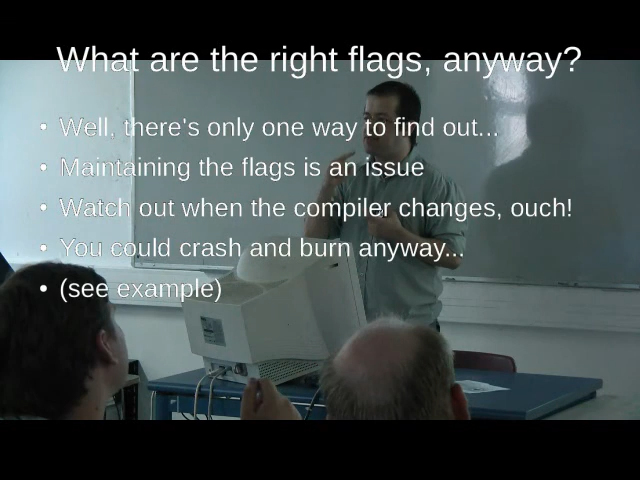 What are the right flags, anyway?
• Well, there's only one way to find out...
• Maintaining the flags is an issue
• Watch out when the compiler changes, ouch!
• You could crash and burn anyway...
• (see example)